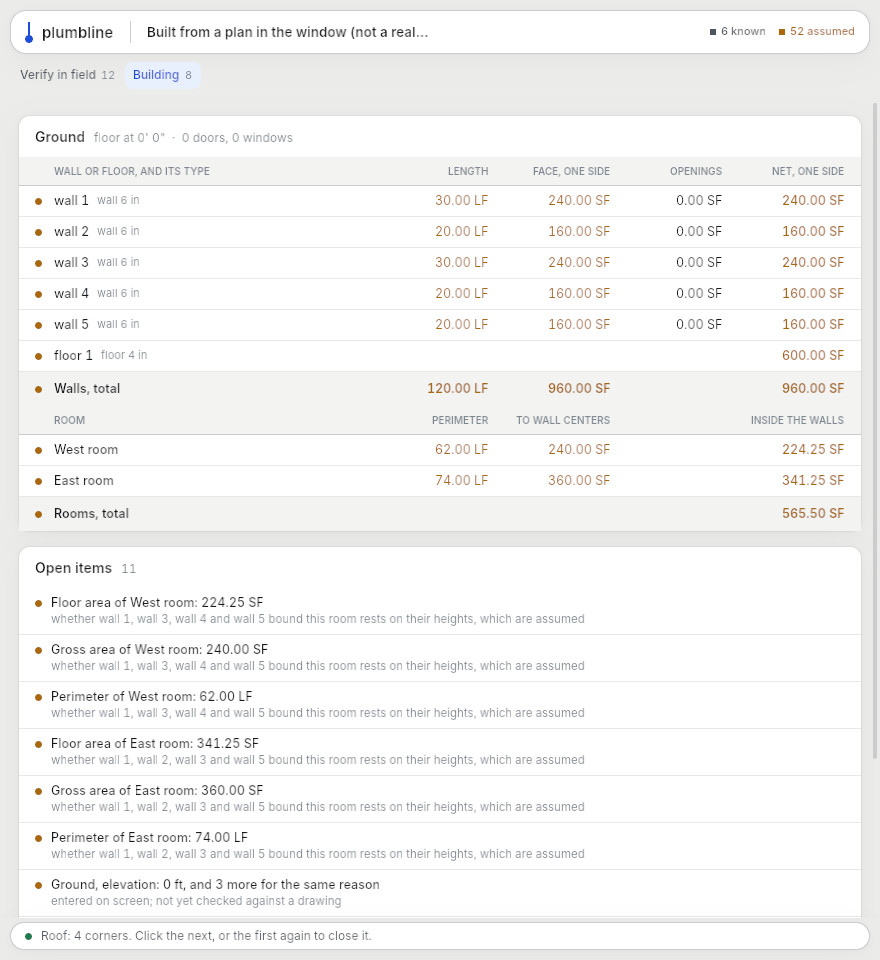 plumbline Built from a plan in the window (not a real... 6 known 52 assumed
Verify in field 12 Building 8
Ground floor at 0' 0" · 0 doors, 0 windows
WALL OR FLOOR, AND ITS TYPE LENGTH FACE, ONE SIDE OPENINGS NET, ONE SIDE
wall 1 wall 6 in 30.00 LF 240.00 SF 0.00 SF 240.00 SF
wall 2 wall 6 in 20.00 LF 160.00 SF 0.00 SF 160.00 SF
wall 3 wall 6 in 30.00 LF 240.00 SF 0.00 SF 240.00 SF
wall 4 wall 6 in 20.00 LF 160.00 SF 0.00 SF 160.00 SF
wall 5 wall 6 in 20.00 LF 160.00 SF 0.00 SF 160.00 SF
floor 1 floor 4 in 600.00 SF
Walls, total 120.00 LF 960.00 SF 960.00 SF
ROOM PERIMETER TO WALL CENTERS INSIDE THE WALLS
West room 62.00 LF 240.00 SF 224.25 SF
East room 74.00 LF 360.00 SF 341.25 SF
Rooms, total 565.50 SF
Open items 11
Floor area of West room: 224.25 SF
whether wall 1, wall 3, wall 4 and wall 5 bound this room rests on their heights, which are assumed
Gross area of West room: 240.00 SF
whether wall 1, wall 3, wall 4 and wall 5 bound this room rests on their heights, which are assumed
Perimeter of West room: 62.00 LF
whether wall 1, wall 3, wall 4 and wall 5 bound this room rests on their heights, which are assumed
Floor area of East room: 341.25 SF
whether wall 1, wall 2, wall 3 and wall 5 bound this room rests on their heights, which are assumed
Gross area of East room: 360.00 SF
whether wall 1, wall 2, wall 3 and wall 5 bound this room rests on their heights, which are assumed
Perimeter of East room: 74.00 LF
whether wall 1, wall 2, wall 3 and wall 5 bound this room rests on their heights, which are assumed
Ground, elevation: 0 ft, and 3 more for the same reason
entered on screen; not yet checked against a drawing
Roof: 4 corners. Click the next, or the first again to close it.